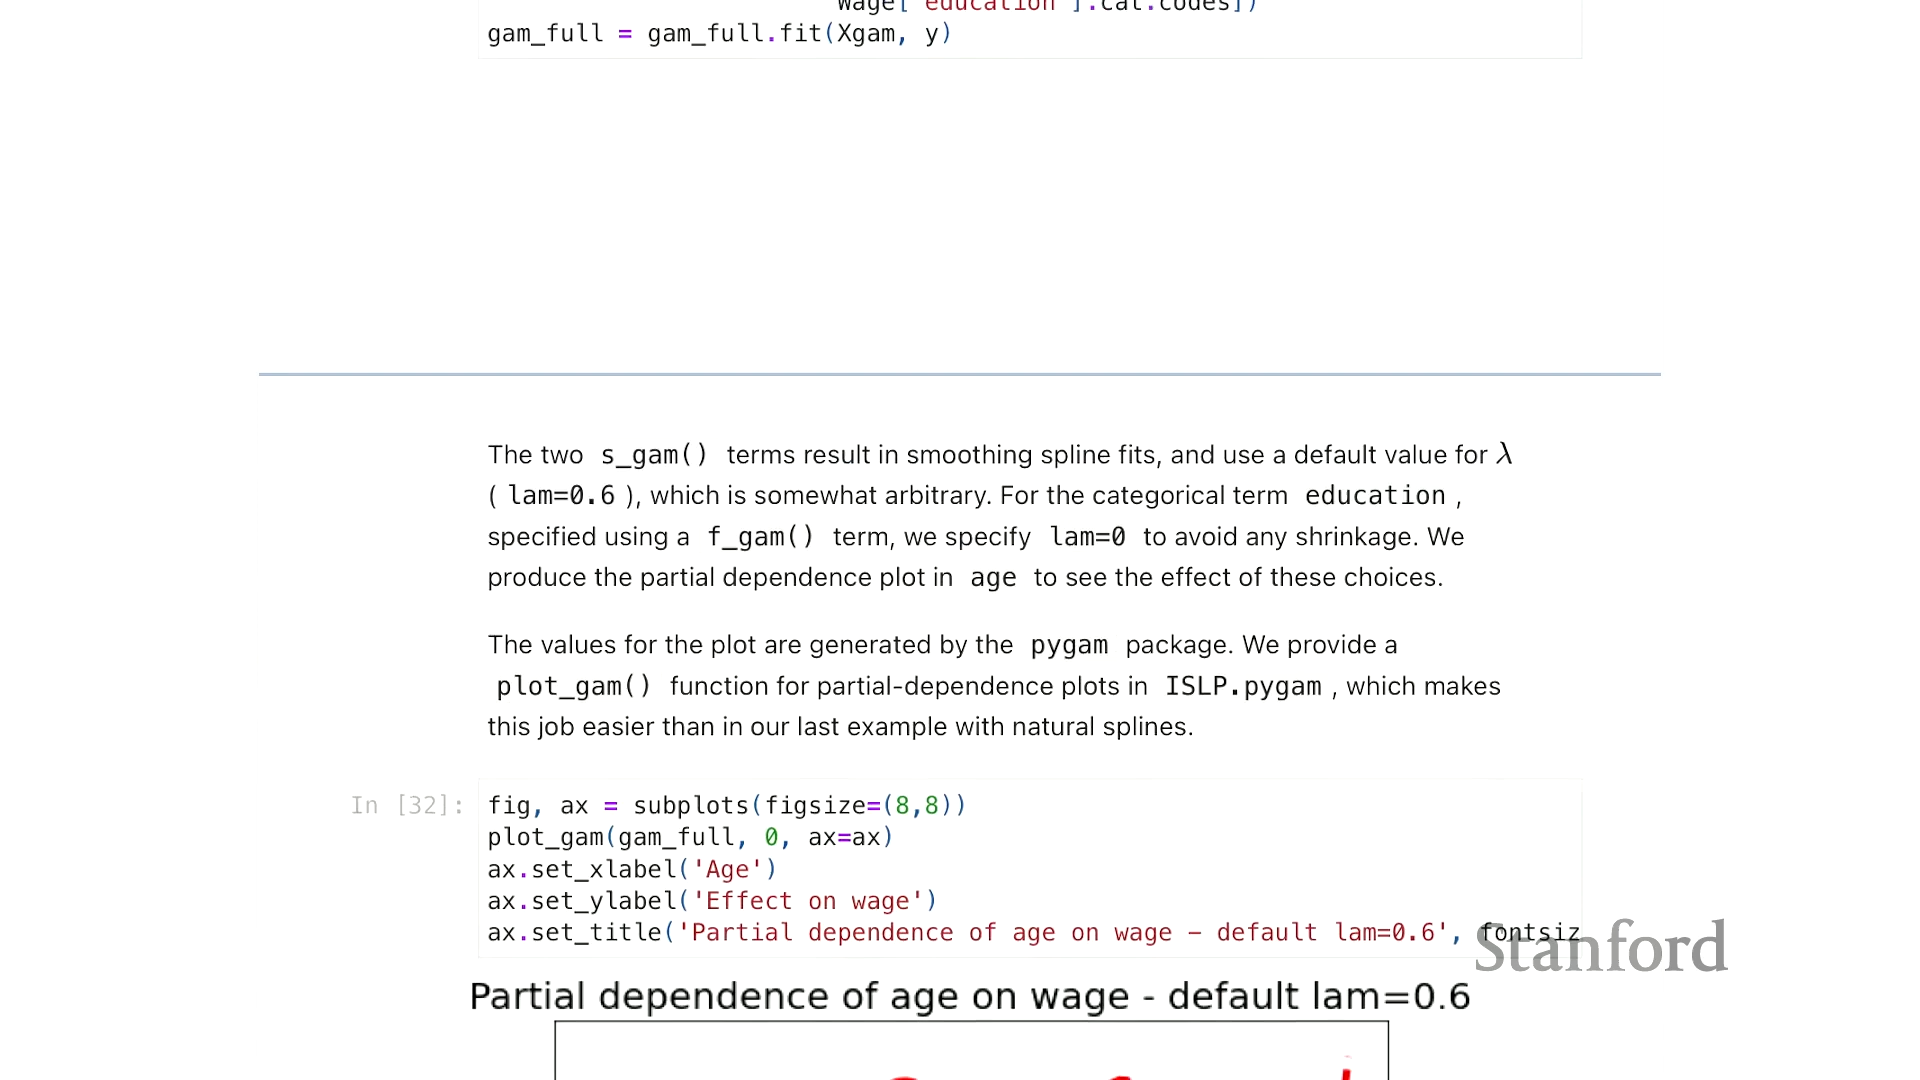 Wage['education'].cat.codes])
gam_full = gam_full.fit(Xgam, y)
The two s_gam() terms result in smoothing spline fits, and use a default value for λ
( lam=0.6 ), which is somewhat arbitrary. For the categorical term education ,
specified using a f_gam() term, we specify lam=0 to avoid any shrinkage. We
produce the partial dependence plot in age to see the effect of these choices.
The values for the plot are generated by the pygam package. We provide a
plot_gam() function for partial-dependence plots in ISLP.pygam , which makes
this job easier than in our last example with natural splines.
In [32]: fig, ax = subplots(figsize=(8,8))
plot_gam(gam_full, 0, ax=ax)
ax.set_xlabel('Age')
ax.set_ylabel('Effect on wage')
ax.set_title('Partial dependence of age on wage - default lam=0.6', fontsiz
Stanford
Partial dependence of age on wage - default lam=0.6